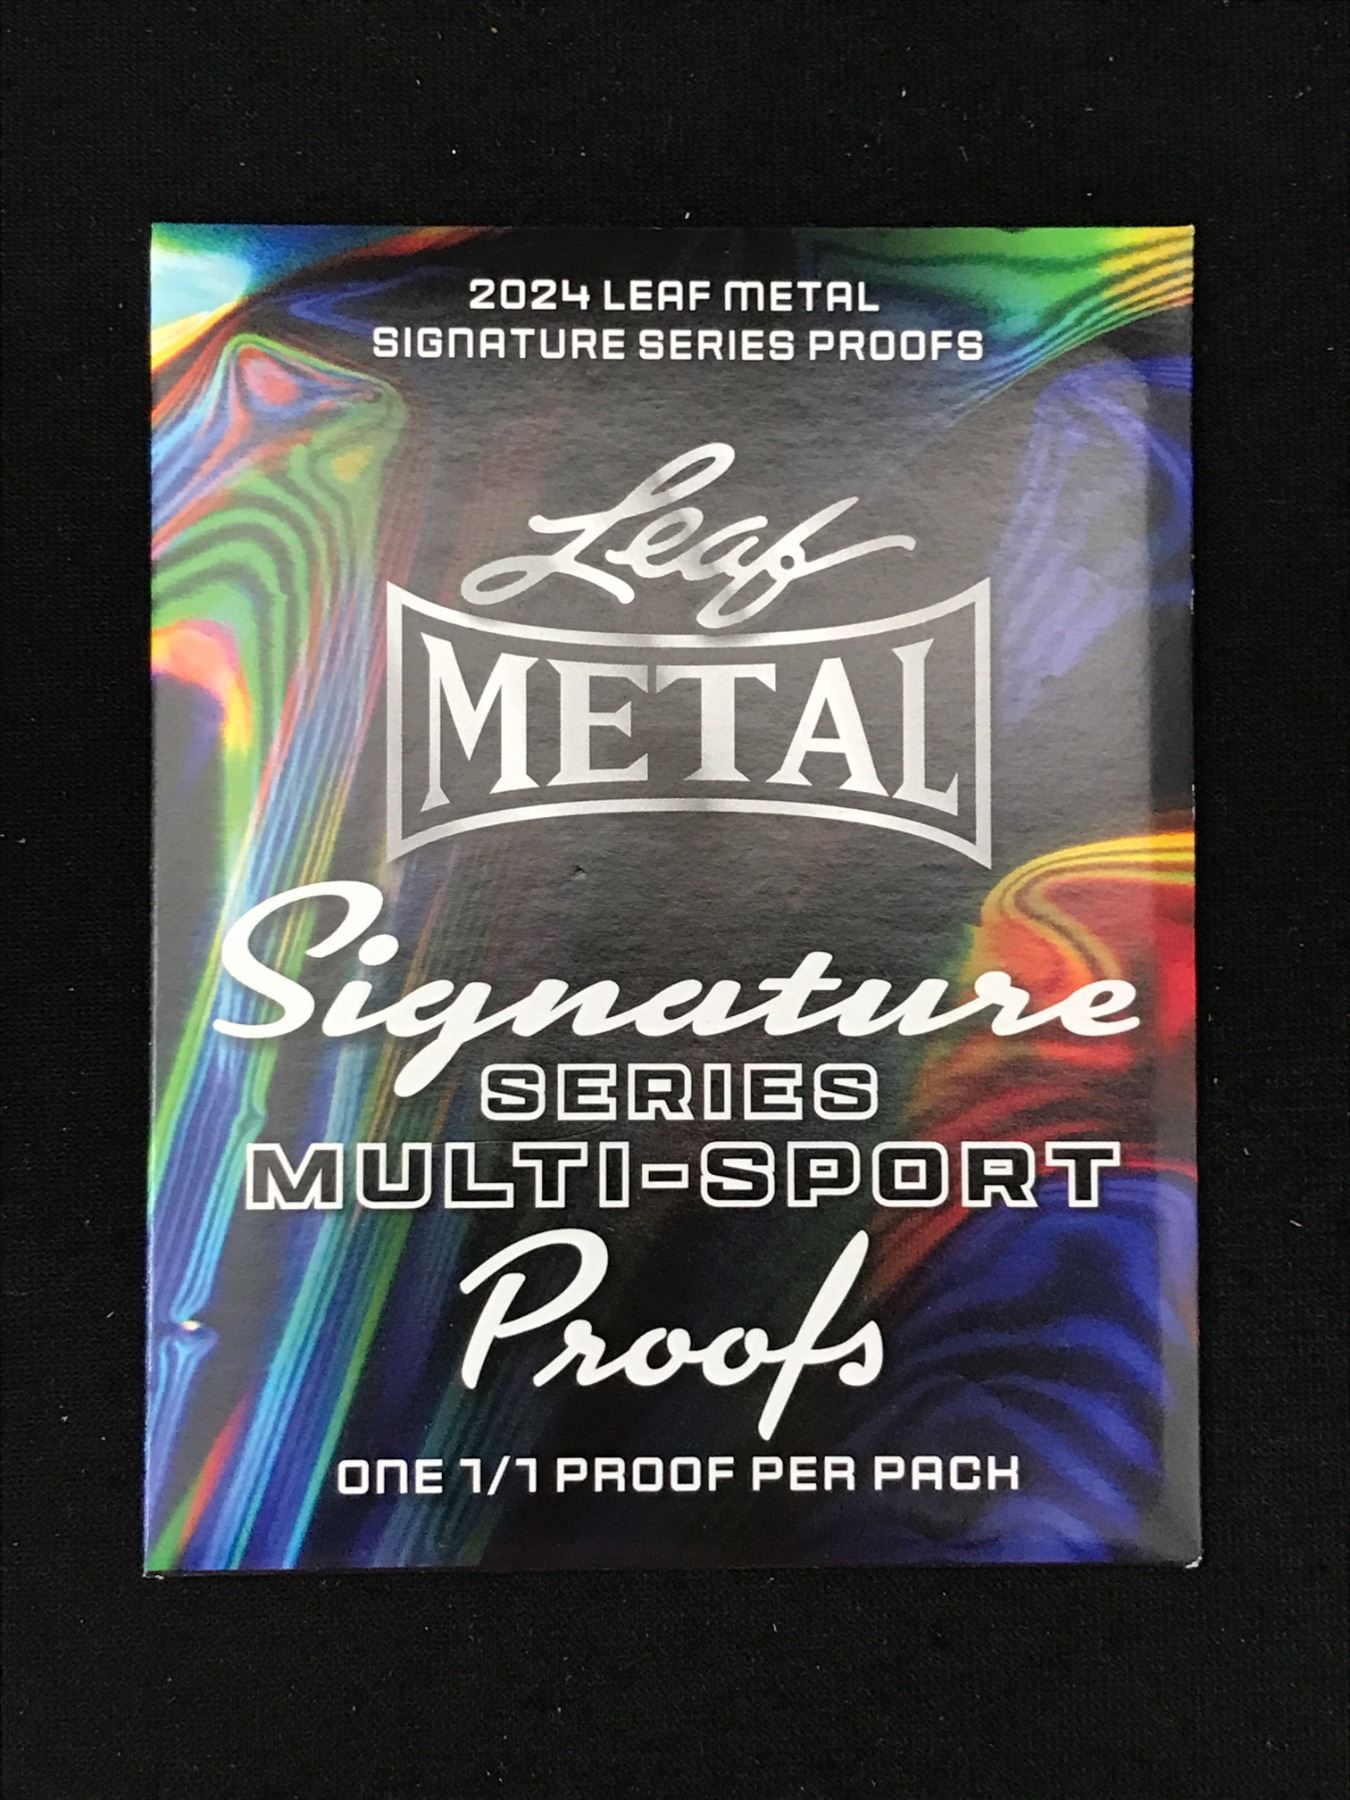 2024 LEAF METAL
SIGNATURE SERIES PROOFS
Leaf
METAL
Signature
SERIES
MULTI-SPORT
Proofs
ONE 1/1 PROOF PER PACK